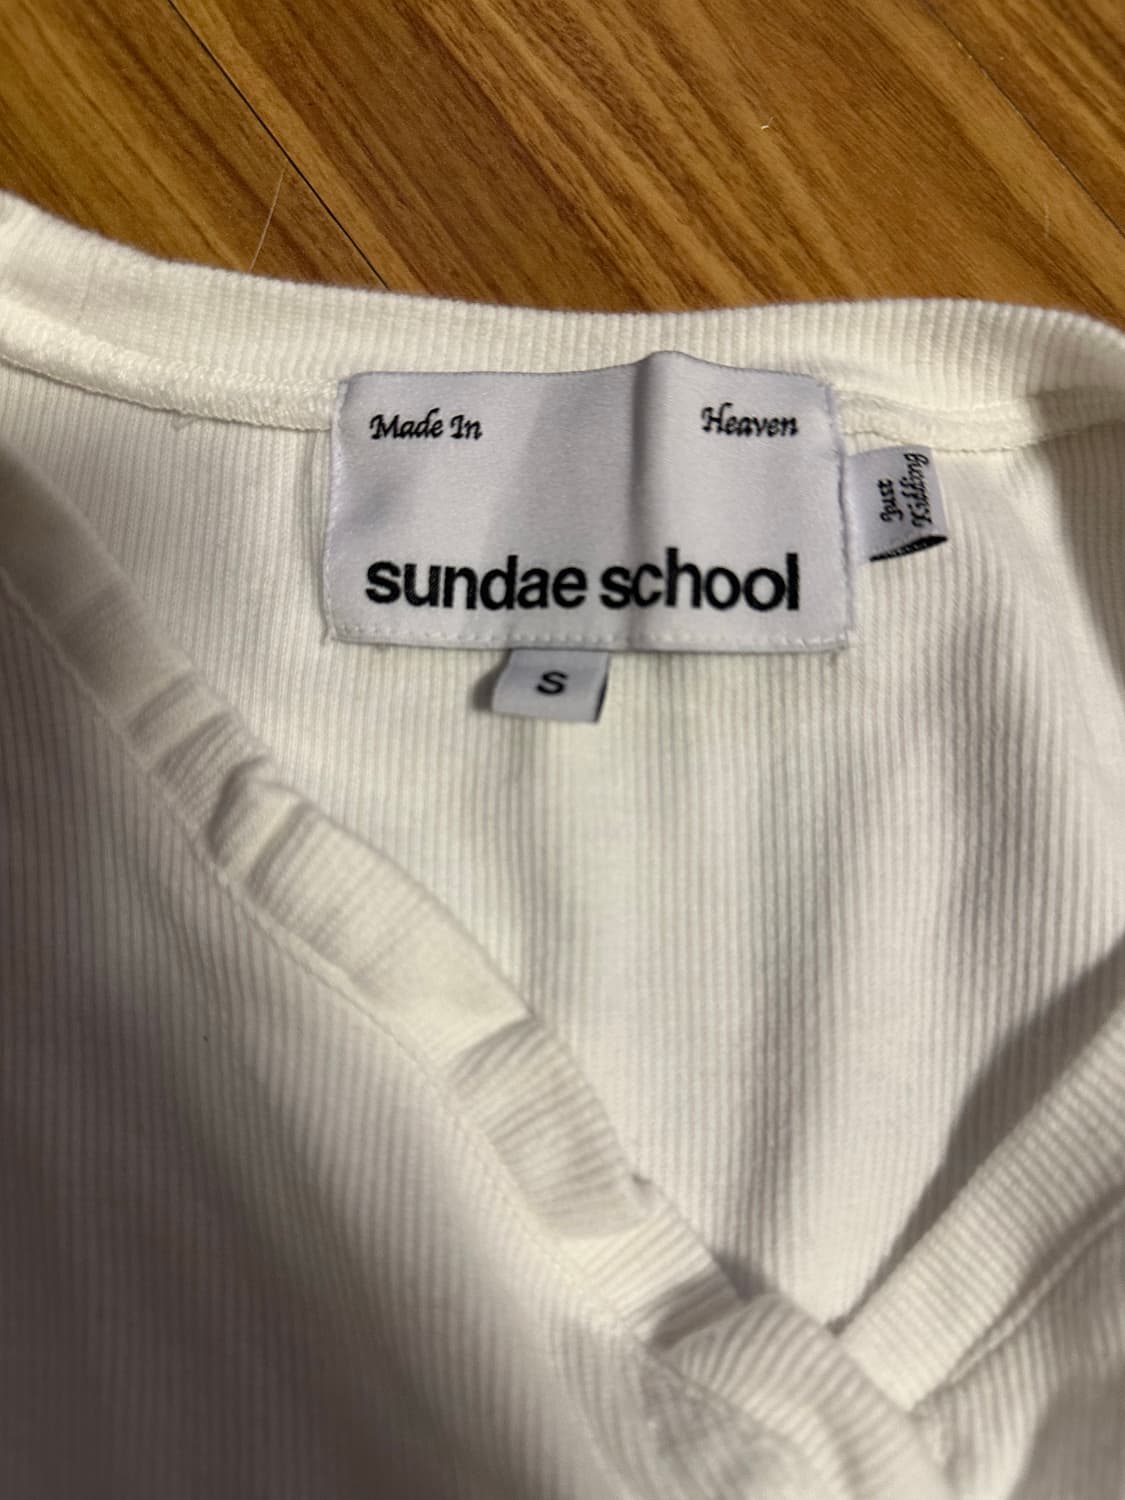 Made In Heaven
Just
Kidding
sundae school
S